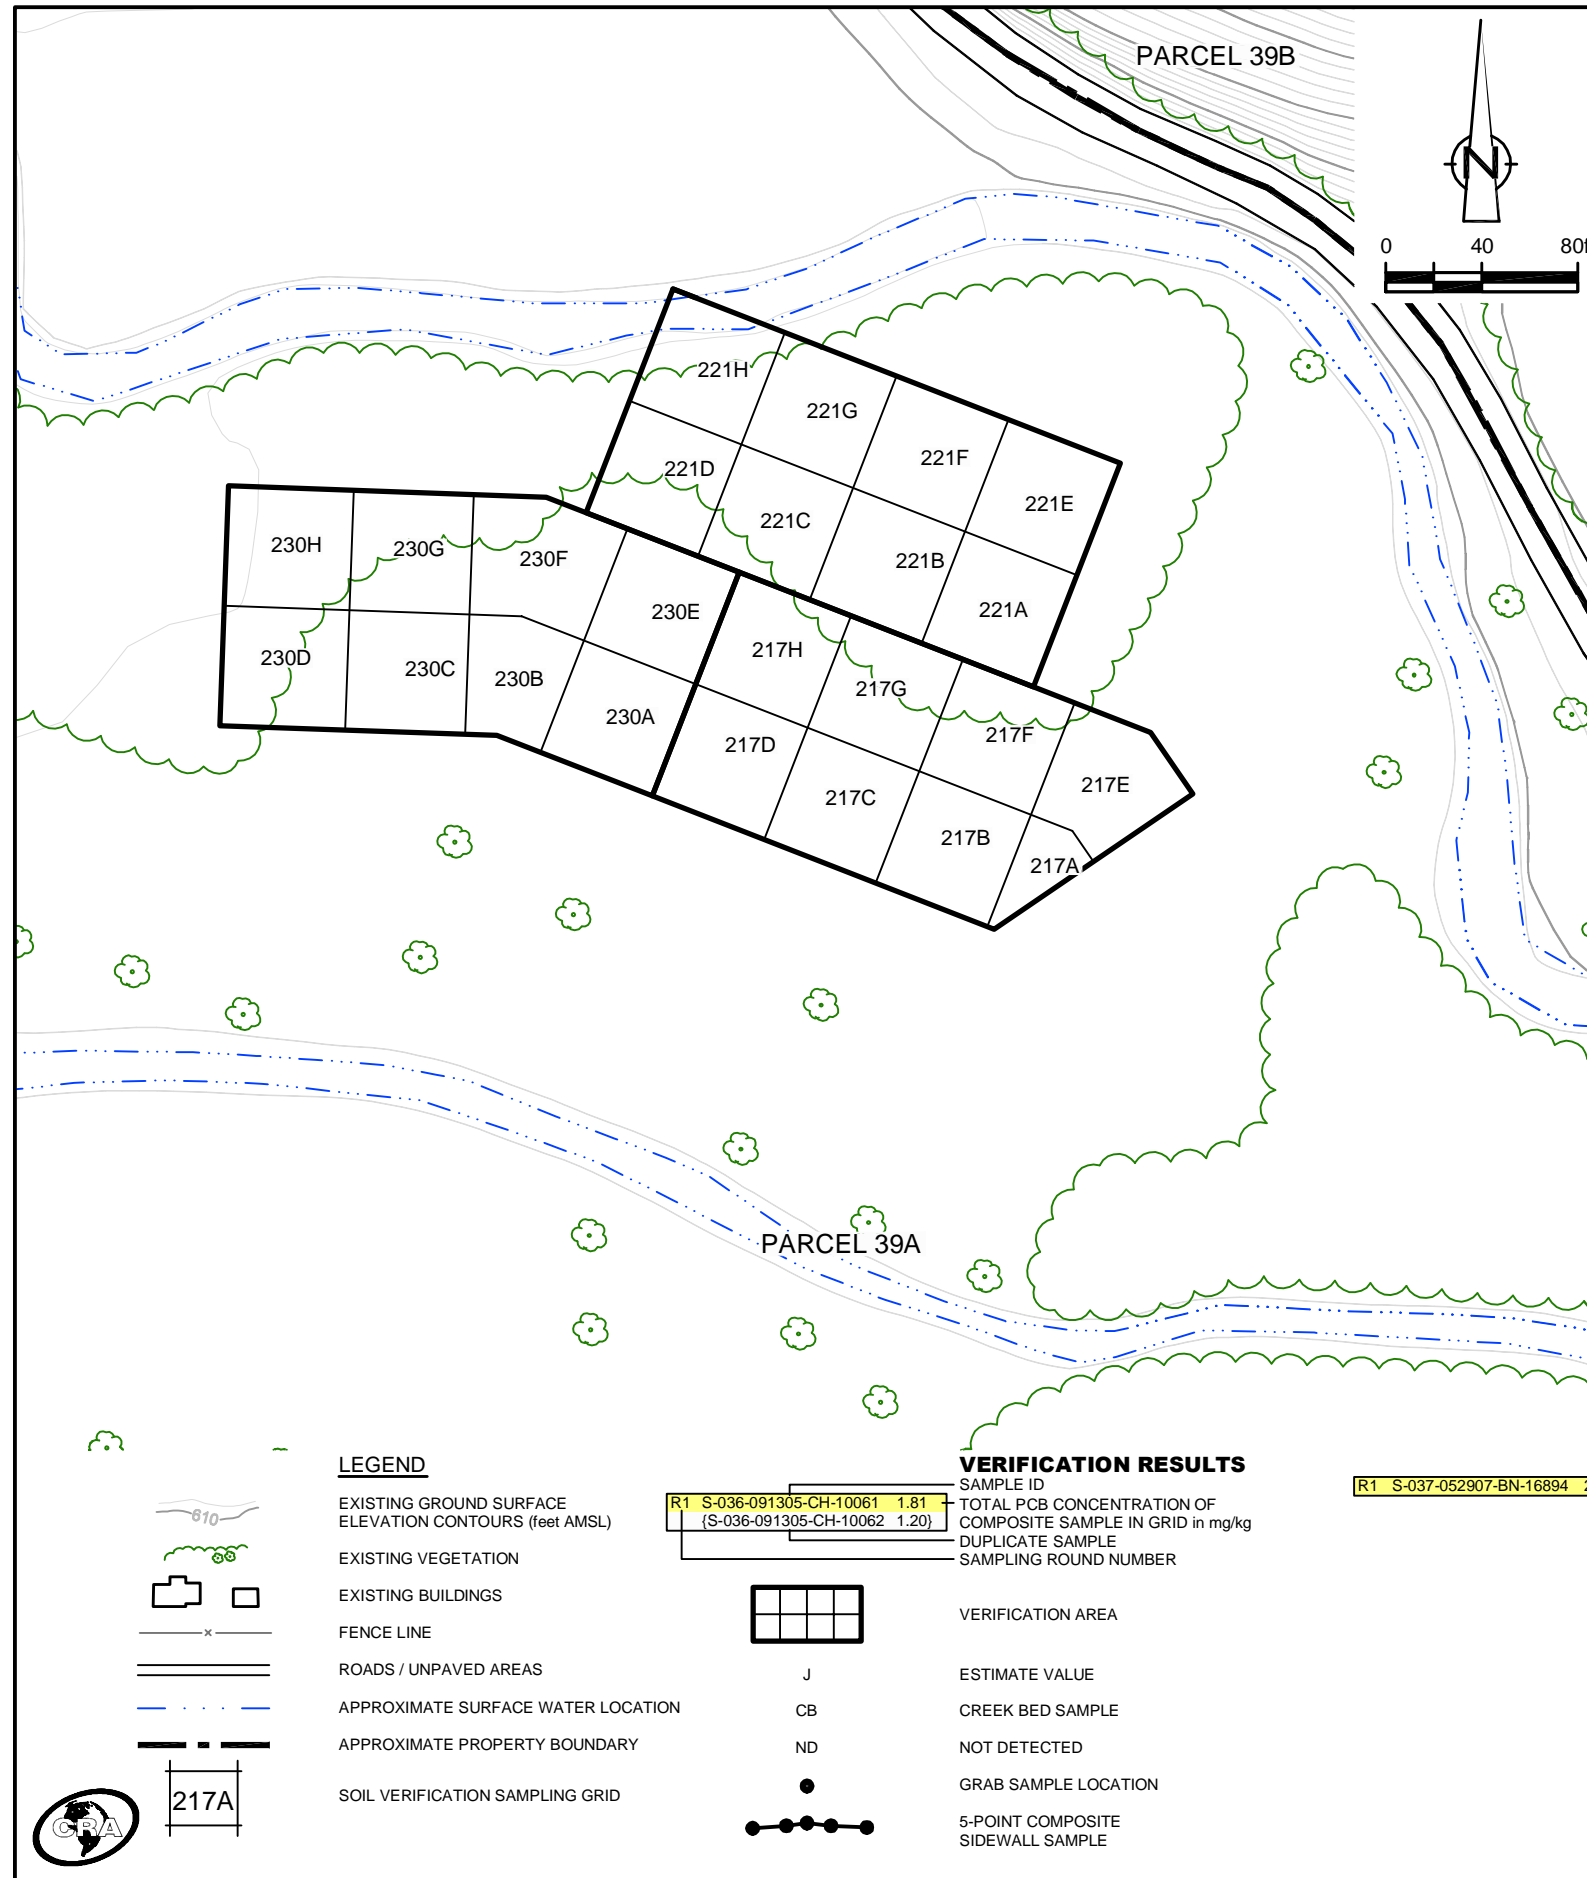 PARCEL 39B
N
0 40 80f
221H
221G
221F
221E
221D
221C
221B
221A
230H
230G
230F
230E
230D
230C
230B
230A
217H
217G
217F
217E
217D
217C
217B
217A
PARCEL 39A
LEGEND
610
EXISTING GROUND SURFACE
ELEVATION CONTOURS (feet AMSL)
EXISTING VEGETATION
EXISTING BUILDINGS
x
FENCE LINE
ROADS / UNPAVED AREAS
APPROXIMATE SURFACE WATER LOCATION
APPROXIMATE PROPERTY BOUNDARY
217A
SOIL VERIFICATION SAMPLING GRID
CRA
VERIFICATION RESULTS
R1 S-036-091305-CH-10061 1.81
{S-036-091305-CH-10062 1.20}
SAMPLE ID
TOTAL PCB CONCENTRATION OF
COMPOSITE SAMPLE IN GRID in mg/kg
DUPLICATE SAMPLE
SAMPLING ROUND NUMBER
VERIFICATION AREA
J ESTIMATE VALUE
CB CREEK BED SAMPLE
ND NOT DETECTED
GRAB SAMPLE LOCATION
5-POINT COMPOSITE
SIDEWALL SAMPLE
R1 S-037-052907-BN-16894